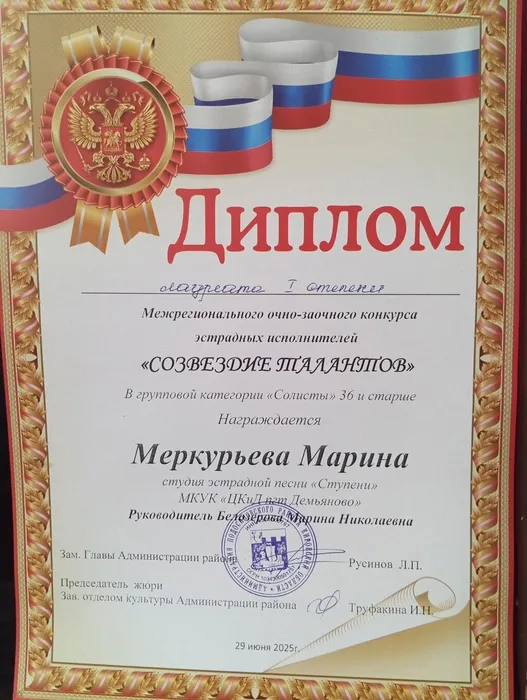 Диплом
лауреата I степени
Межрегионального очно-заочного конкурса
эстрадных исполнителей
«СОЗВЕЗДИЕ ТАЛАНТОВ»
В групповой категории «Солисты» 36 и старше
Награждается
Меркурьева Марина
студия эстрадной песни «Ступени»
МКУК «ЦКиД пгт Демьяново»
Руководитель Белозёрова Марина Николаевна
Зам. Главы Администрации района
Русинов Л.П.
Председатель жюри
Зав. отделом культуры Администрации района
Труфакина И.Н.
29 июня 2025г.